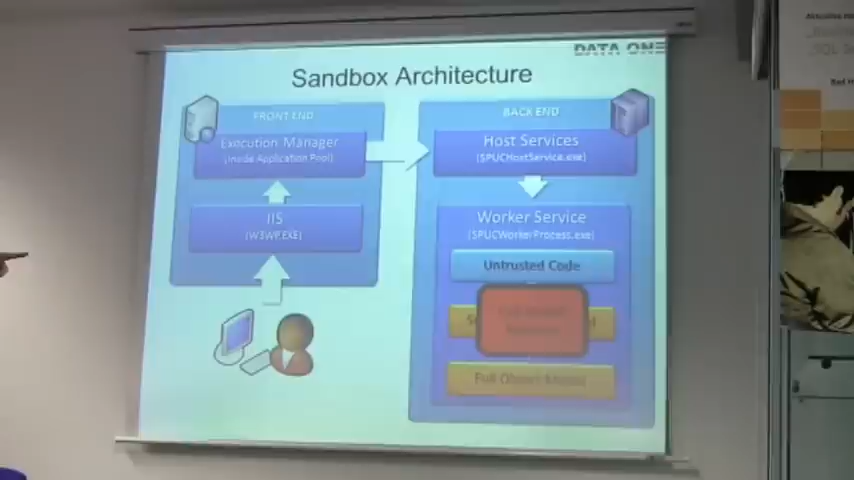 DATA ONE
Sandbox Architecture
FRONT END
Execution Manager
(Inside Application Pool)
IIS
(W3WP.EXE)
BACK END
Host Services
(SPUCHostService.exe)
Worker Service
(SPUCWorkerProcess.exe)
Untrusted Code
Full Object Model